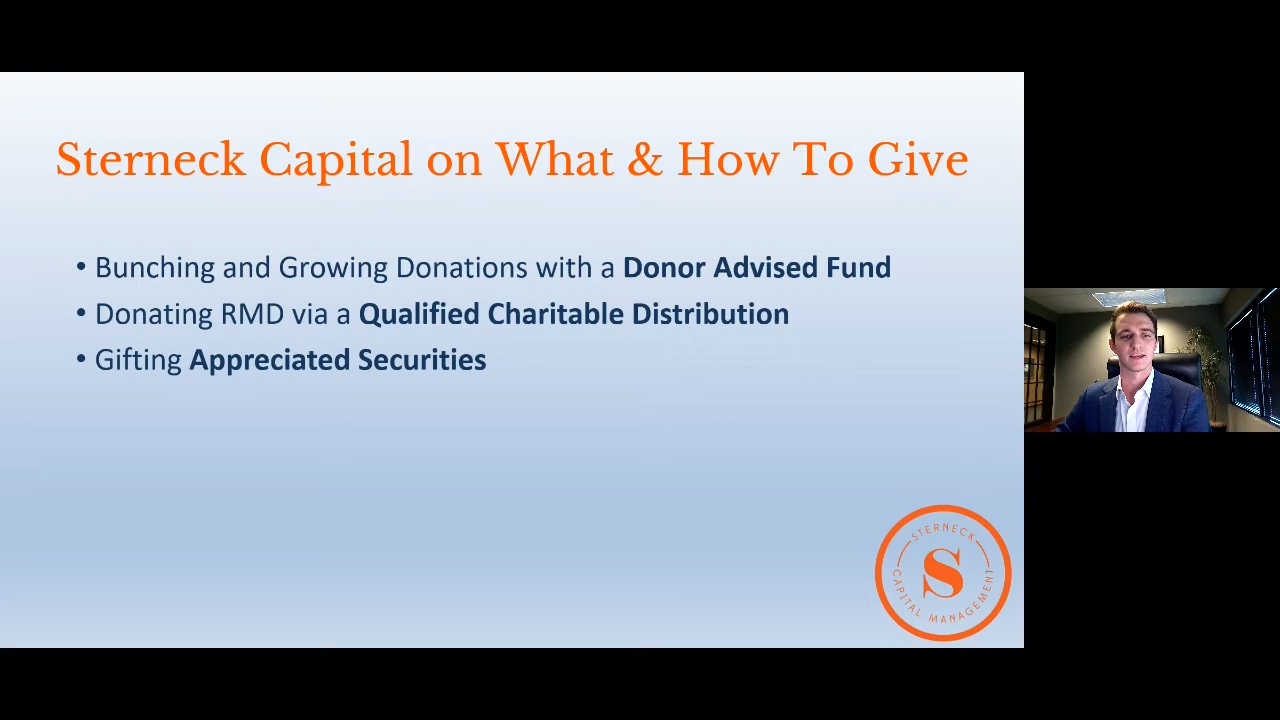 Sterneck Capital on What & How To Give
• Bunching and Growing Donations with a Donor Advised Fund
• Donating RMD via a Qualified Charitable Distribution
• Gifting Appreciated Securities
STERNECK
S
CAPITAL MANAGEMENT